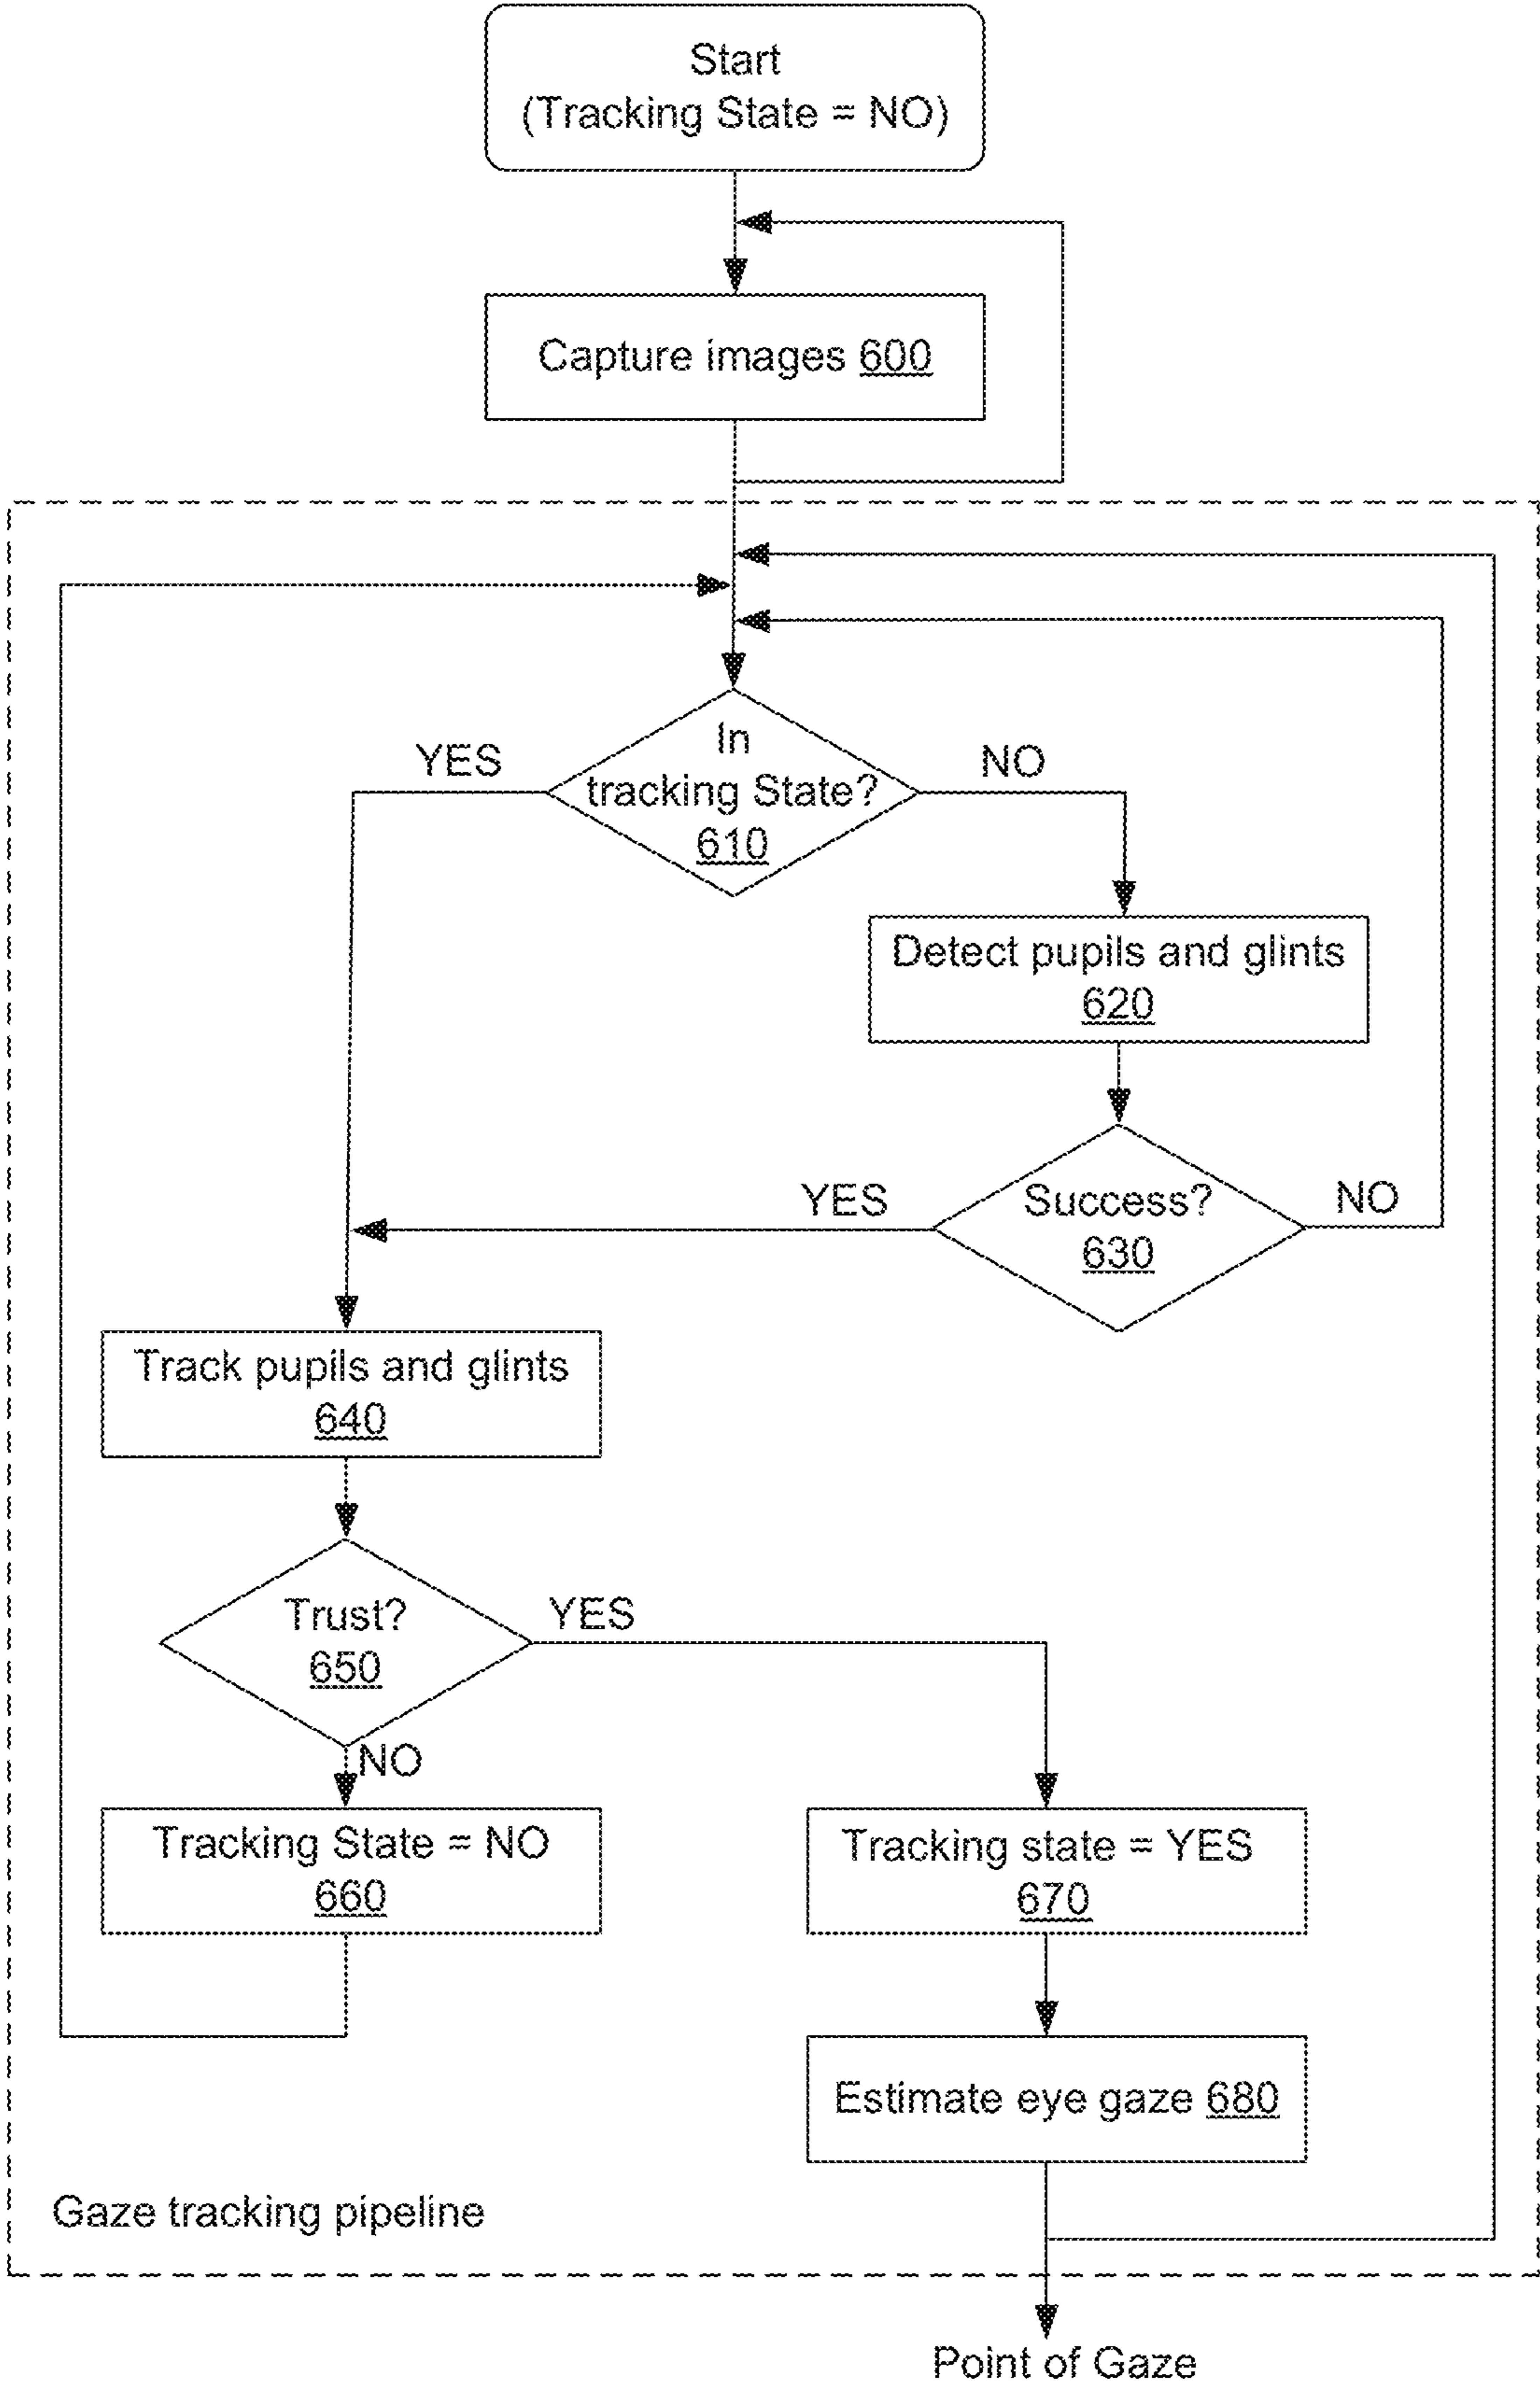 Start
(Tracking State = NO)
Capture images 600
In
tracking State?
610
YES
NO
Detect pupils and glints
620
Success?
630
YES
NO
Track pupils and glints
640
Trust?
650
YES
NO
Tracking State = NO
660
Tracking state = YES
670
Estimate eye gaze 680
Gaze tracking pipeline
Point of Gaze